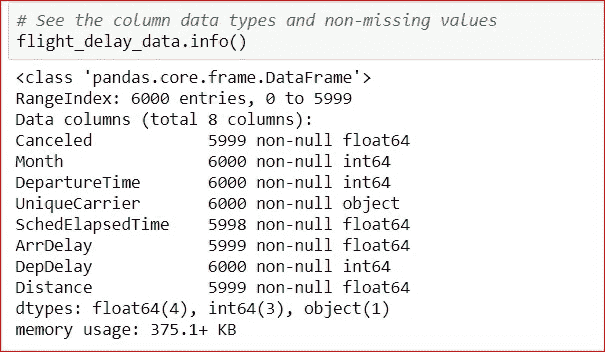 # See the column data types and non-missing values
flight_delay_data.info()
<class 'pandas.core.frame.DataFrame'>
RangeIndex: 6000 entries, 0 to 5999
Data columns (total 8 columns):
Canceled            5999 non-null float64
Month               6000 non-null int64
DepartureTime       6000 non-null int64
UniqueCarrier       6000 non-null object
SchedElapsedTime    5998 non-null float64
ArrDelay            5999 non-null float64
DepDelay            6000 non-null int64
Distance            5999 non-null float64
dtypes: float64(4), int64(3), object(1)
memory usage: 375.1+ KB